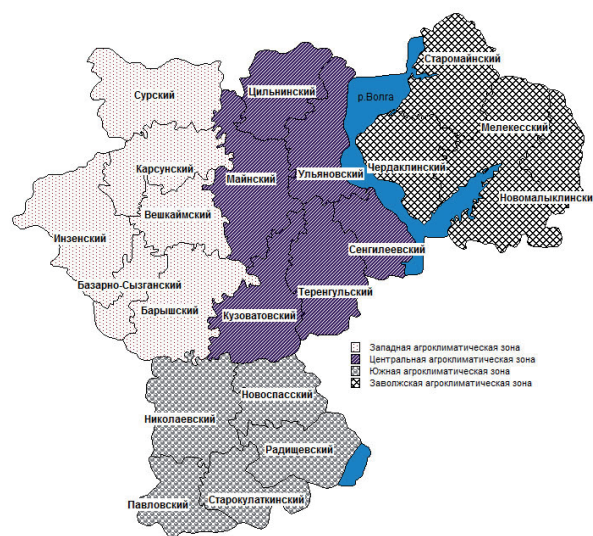 Старомайнский
Сурский
Цильнинский
р.Волга
Мелекесский
Чердаклинский
Карсунский
Майнский
Ульяновский
Новомалыклински
Вешкаймский
Инзенский
Сенгилеевский
Базарно-Сызганский
Теренгульский
Барышский
Кузоватовский
Западная агроклиматическая зона
Центральная агроклиматическая зона
Южная агроклиматическая зона
Заволжская агроклиматическая зона
Новоспасский
Николаевский
Радищевский
Старокулаткинский
Павловский